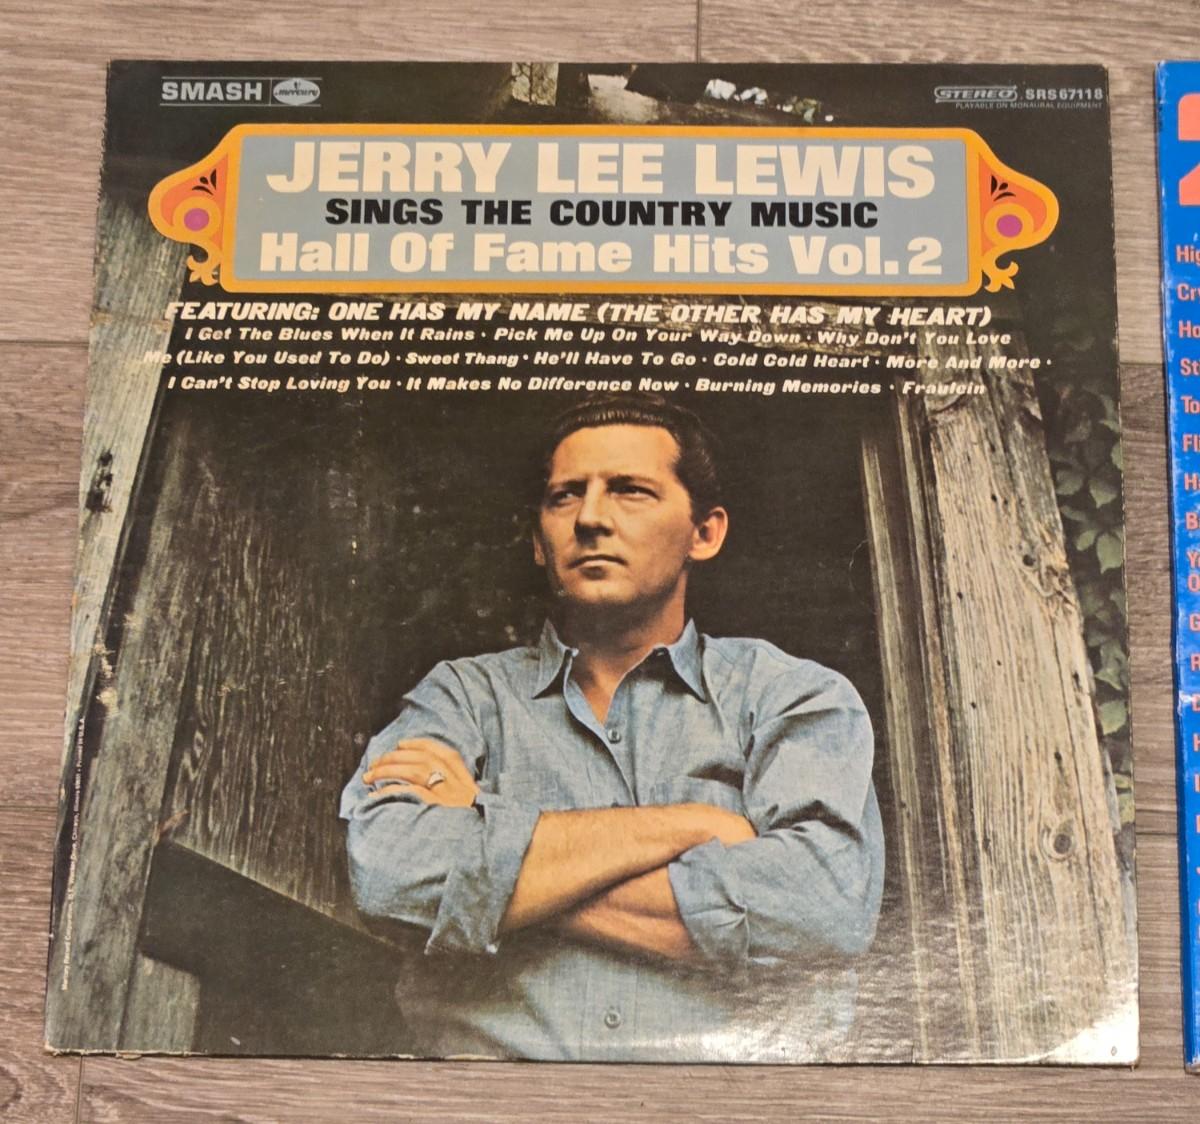 SMASH mercury
STEREO SRS67118
PLAYABLE ON MONAURAL EQUIPMENT
JERRY LEE LEWIS
SINGS THE COUNTRY MUSIC
Hall Of Fame Hits Vol.2
FEATURING: ONE HAS MY NAME (THE OTHER HAS MY HEART)
I Get The Blues When It Rains · Pick Me Up On Your Way Down · Why Don't You Love
Me (Like You Used To Do) · Sweet Thang · He'll Have To Go · Cold Cold Heart · More And More ·
I Can't Stop Loving You · It Makes No Difference Now · Burning Memories · Fraulein
2